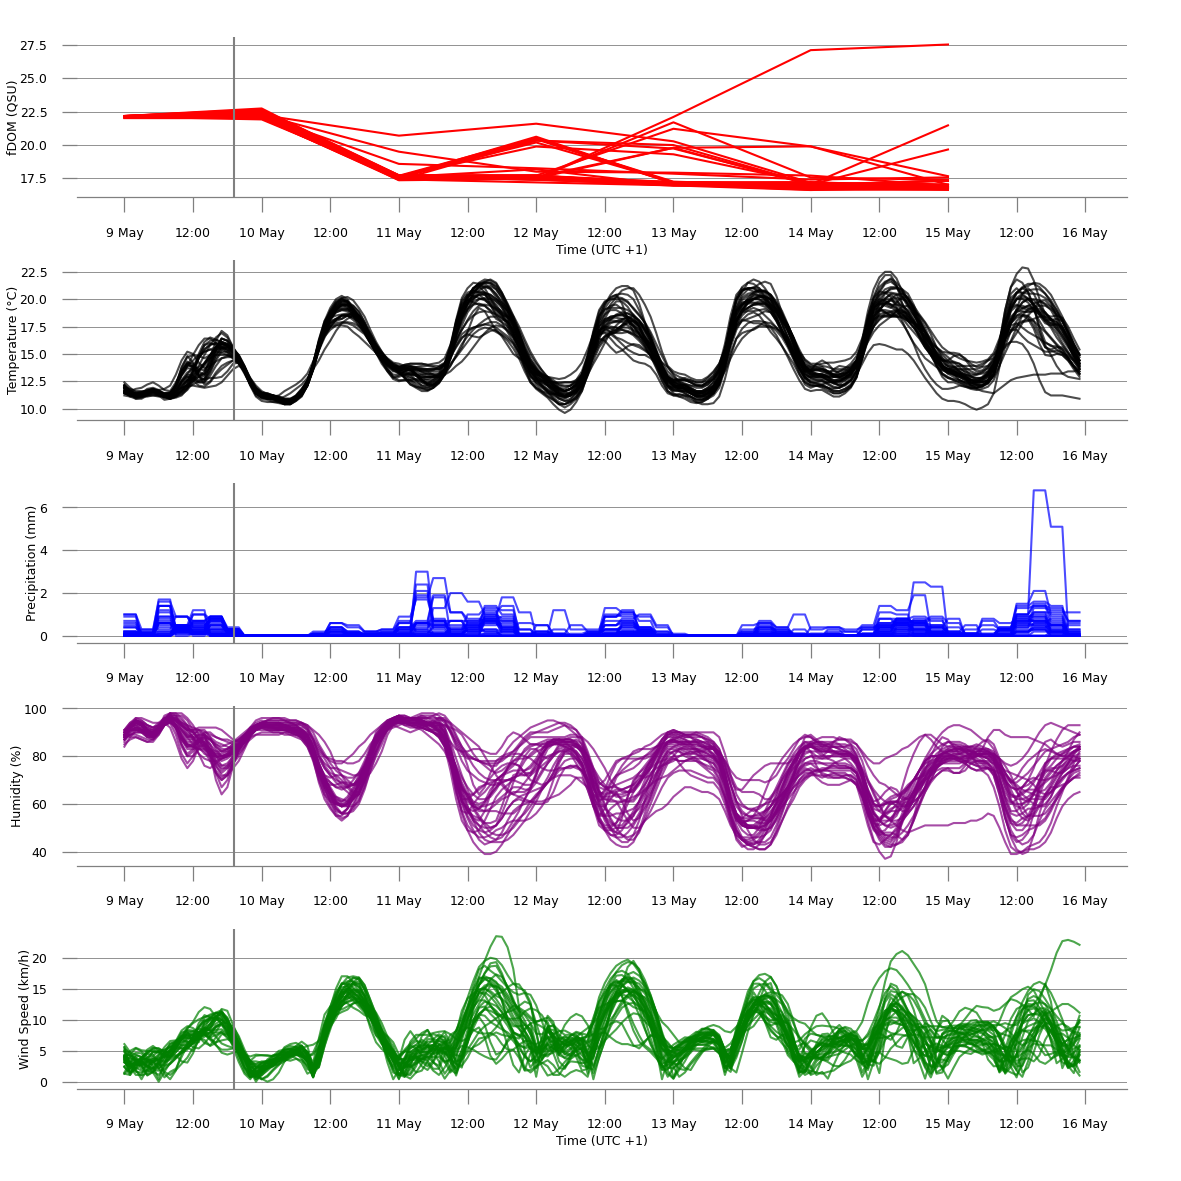 fDOM (QSU)
27.5
25.0
22.5
20.0
17.5
9 May 12:00 10 May 12:00 11 May 12:00 12 May 12:00 13 May 12:00 14 May 12:00 15 May 12:00 16 May
Time (UTC +1)
Temperature (°C)
22.5
20.0
17.5
15.0
12.5
10.0
9 May 12:00 10 May 12:00 11 May 12:00 12 May 12:00 13 May 12:00 14 May 12:00 15 May 12:00 16 May
Precipitation (mm)
6
4
2
0
9 May 12:00 10 May 12:00 11 May 12:00 12 May 12:00 13 May 12:00 14 May 12:00 15 May 12:00 16 May
Humidity (%)
100
80
60
40
9 May 12:00 10 May 12:00 11 May 12:00 12 May 12:00 13 May 12:00 14 May 12:00 15 May 12:00 16 May
Wind Speed (km/h)
20
15
10
5
0
9 May 12:00 10 May 12:00 11 May 12:00 12 May 12:00 13 May 12:00 14 May 12:00 15 May 12:00 16 May
Time (UTC +1)